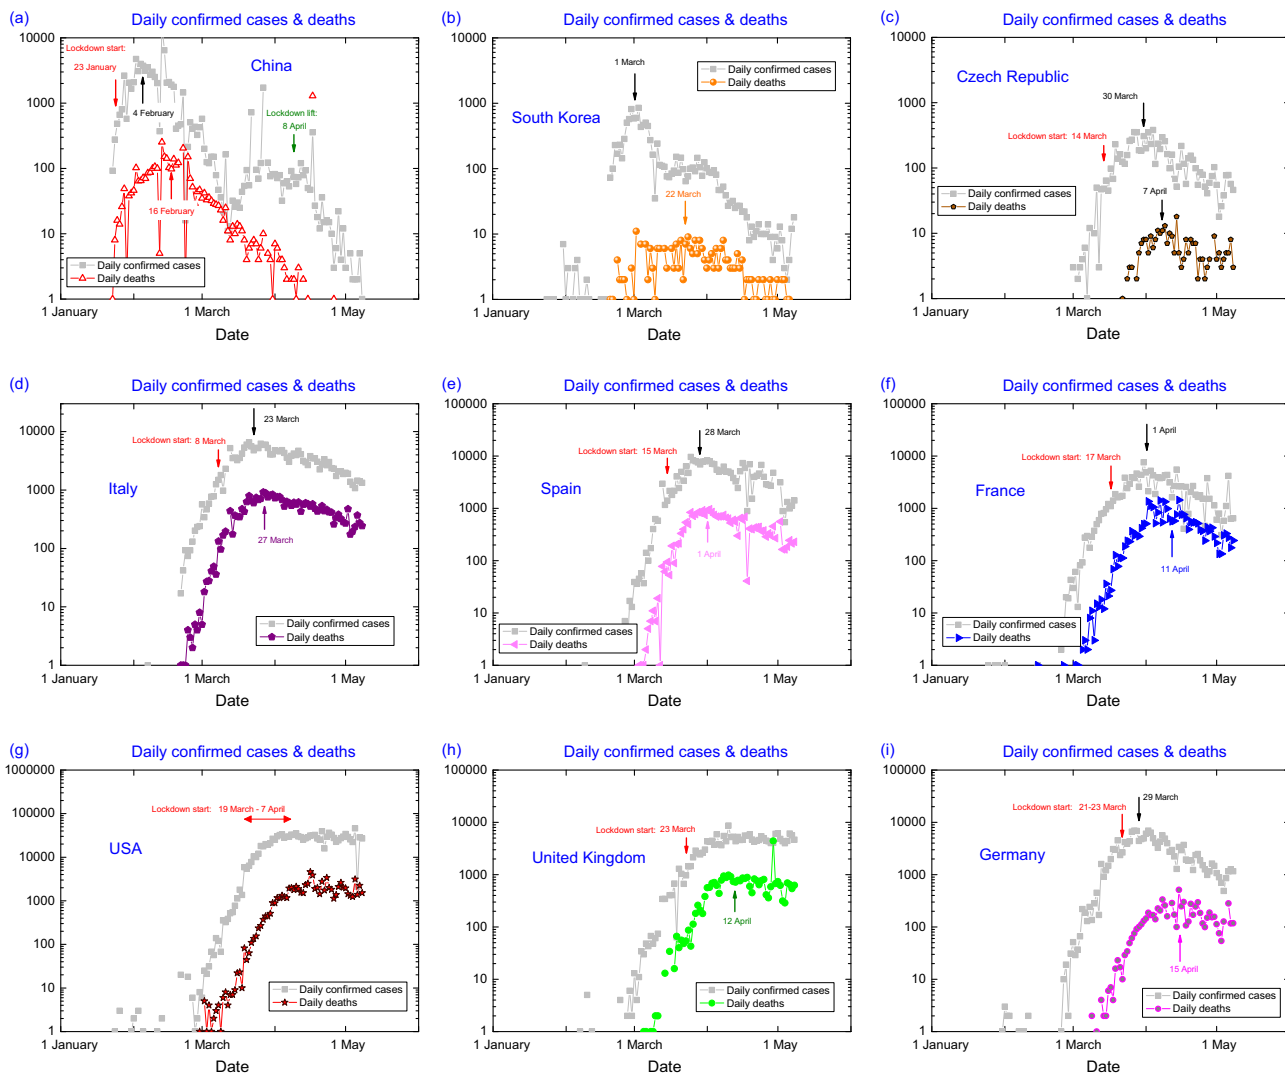 (a) Daily confirmed cases & deaths
10000
1000
100
10
1
Lockdown start:
23 January
China
4 February
Lockdown lift:
8 April
16 February
Daily confirmed cases
Daily deaths
1 January 1 March 1 May
Date
(b) Daily confirmed cases & deaths
10000
1000
100
10
1
1 March
Daily confirmed cases
Daily deaths
South Korea
22 March
1 January 1 March 1 May
Date
(c) Daily confirmed cases & deaths
10000
1000
100
10
1
Czech Republic
30 March
Lockdown start: 14 March
7 April
Daily confirmed cases
Daily deaths
1 January 1 March 1 May
Date
(d) Daily confirmed cases & deaths
10000
1000
100
10
1
23 March
Lockdown start: 8 March
Italy
27 March
Daily confirmed cases
Daily deaths
1 January 1 March 1 May
Date
(e) Daily confirmed cases & deaths
100000
10000
1000
100
10
1
28 March
Lockdown start: 15 March
Spain
1 April
Daily confirmed cases
Daily deaths
1 January 1 March 1 May
Date
(f) Daily confirmed cases & deaths
100000
10000
1000
100
10
1
1 April
Lockdown start: 17 March
France
11 April
Daily confirmed cases
Daily deaths
1 January 1 March 1 May
Date
(g) Daily confirmed cases & deaths
1000000
100000
10000
1000
100
10
1
Lockdown start: 19 March - 7 April
USA
Daily confirmed cases
Daily deaths
1 January 1 March 1 May
Date
(h) Daily confirmed cases & deaths
100000
10000
1000
100
10
1
Lockdown start: 23 March
United Kingdom
12 April
Daily confirmed cases
Daily deaths
1 January 1 March 1 May
Date
(i) Daily confirmed cases & deaths
100000
10000
1000
100
10
1
29 March
Lockdown start: 21-23 March
Germany
15 April
Daily confirmed cases
Daily deaths
1 January 1 March 1 May
Date